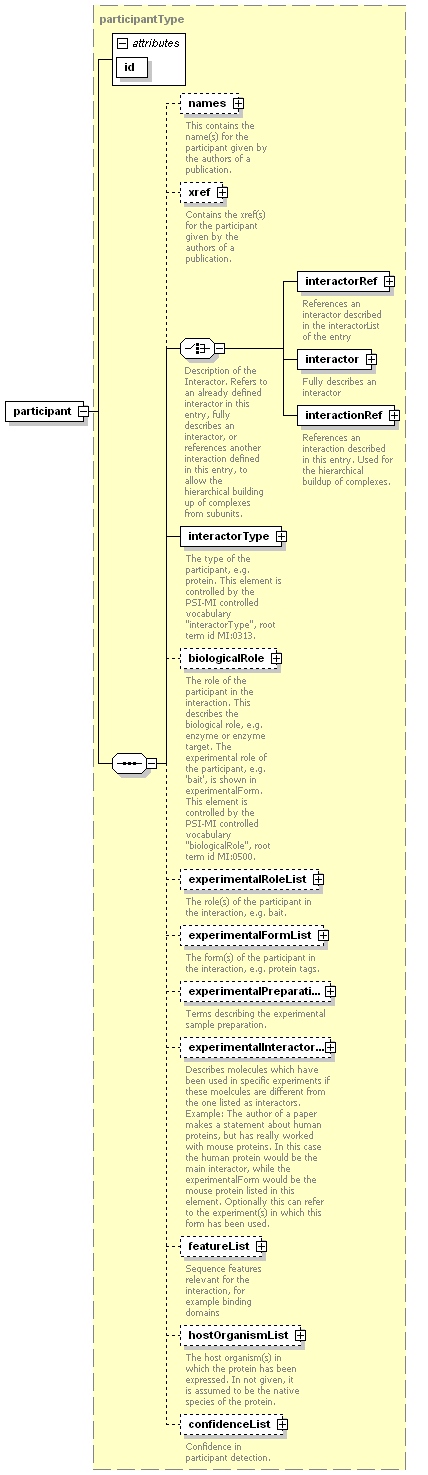 participantType
attributes
id
names
This contains the
name(s) for the
participant given by
the authors of a
publication.
xref
Contains the xref(s)
for the participant
given by the
authors of a
publication.
interactorRef
References an
interactor described
in the interactorList
of the entry
interactor
Fully describes an
interactor
Description of the
Interactor. Refers to
an already defined
interactor in this
entry, fully
describes an
interactor, or
references another
interaction defined
in this entry, to
allow the
hierarchical building
up of complexes
from subunits.
interactionRef
References an
interaction described
in this entry. Used for
the hierarchical
buildup of complexes.
participant
interactorType
The type of the
participant, e.g.
protein. This element is
controlled by the
PSI-MI controlled
vocabulary
"interactorType", root
term id MI:0313.
biologicalRole
The role of the
participant in the
interaction. This
describes the
biological role, e.g.
enzyme or enzyme
target. The
experimental role of
the participant, e.g.
'bait', is shown in
experimentalForm.
This element is
controlled by the
PSI-MI controlled
vocabulary
"biologicalRole", root
term id MI:0500.
experimentalRoleList
The role(s) of the participant in
the interaction, e.g. bait.
experimentalFormList
The form(s) of the participant in
the interaction, e.g. protein tags.
experimentalPreparati...
Terms describing the experimental
sample preparation.
experimentalInteractor...
Describes molecules which have
been used in specific experiments if
these moelcules are different from
the one listed as interactors.
Example: The author of a paper
makes a statement about human
proteins, but has really worked
with mouse proteins. In this case
the human protein would be the
main interactor, while the
experimentalForm would be the
mouse protein listed in this
element. Optionally this can refer
to the experiment(s) in which this
form has been used.
featureList
Sequence features
relevant for the
interaction, for
example binding
domains
hostOrganismList
The host organism(s) in
which the protein has been
expressed. In not given, it
is assumed to be the native
species of the protein.
confidenceList
Confidence in
participant detection.